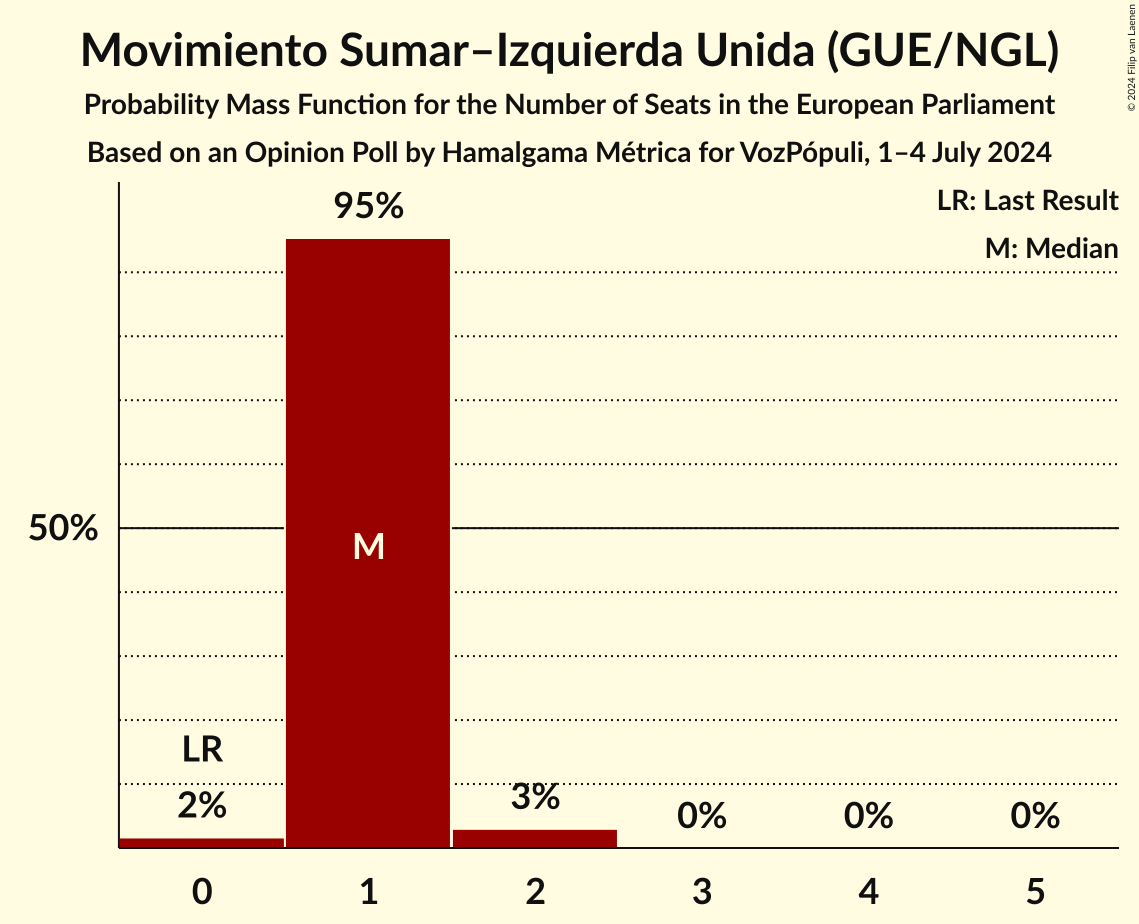 Movimiento Sumar–Izquierda Unida (GUE/NGL)
Probability Mass Function for the Number of Seats in the European Parliament
Based on an Opinion Poll by Hamalgama Métrica for VozPópuli, 1–4 July 2024
© 2024 Filip van Laenen
LR: Last Result
M: Median
95%
50%
M
LR
2%
3%
0%
0%
0%
0
1
2
3
4
5